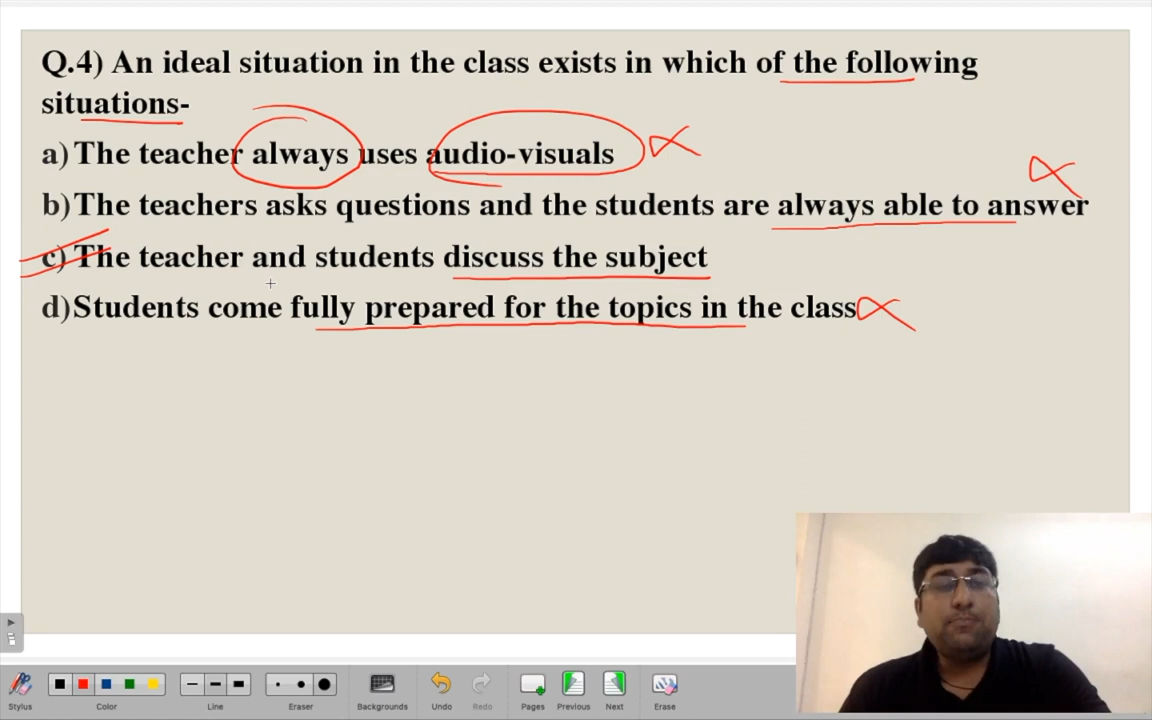 Q.4) An ideal situation in the class exists in which of the following
situations-
a) The teacher always uses audio-visuals
b) The teachers asks questions and the students are always able to answer
c) The teacher and students discuss the subject
d) Students come fully prepared for the topics in the class
Stylus
Color
Line
Eraser
Backgrounds
Undo
Redo
Pages
Previous
Next
Erase